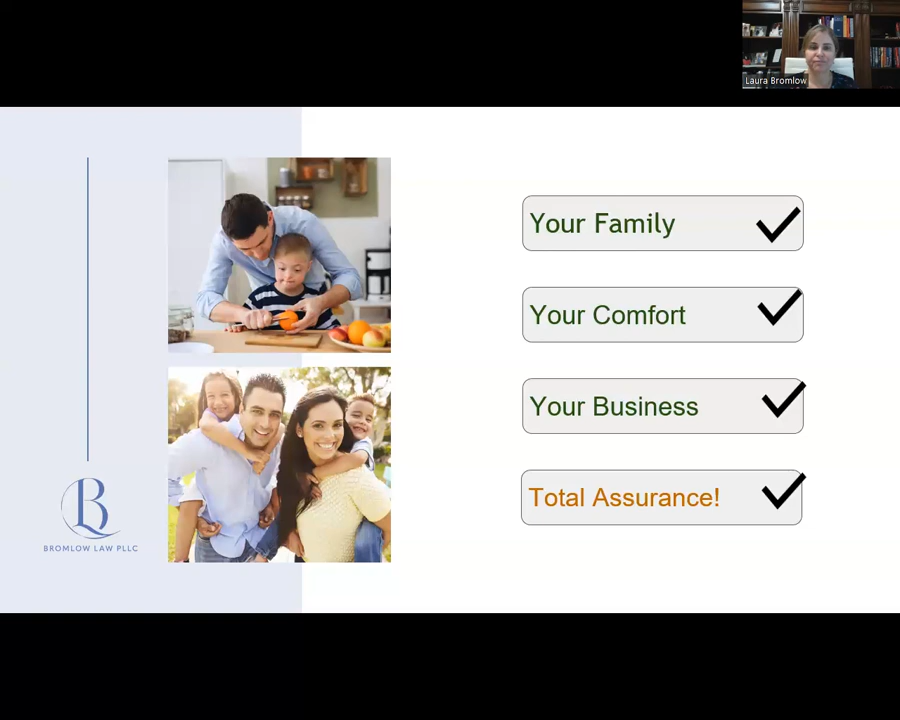 Laura Bromlow
Your Family
Your Comfort
Your Business
Total Assurance!
B
BROMLOW LAW PLLC